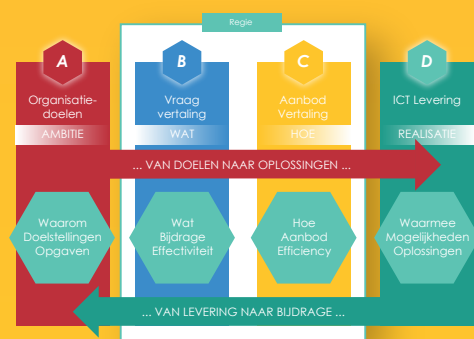 Regie
A
B
C
D
Organisatie-
doelen
Vraag
vertaling
Aanbod
Vertaling
ICT Levering
AMBITIE
WAT
HOE
REALISATIE
... VAN DOELEN NAAR OPLOSSINGEN ...
Waarom
Doelstellingen
Opgaven
Wat
Bijdrage
Effectiviteit
Hoe
Aanbod
Efficiency
Waarmee
Mogelijkheden
Oplossingen
... VAN LEVERING NAAR BIJDRAGE ...